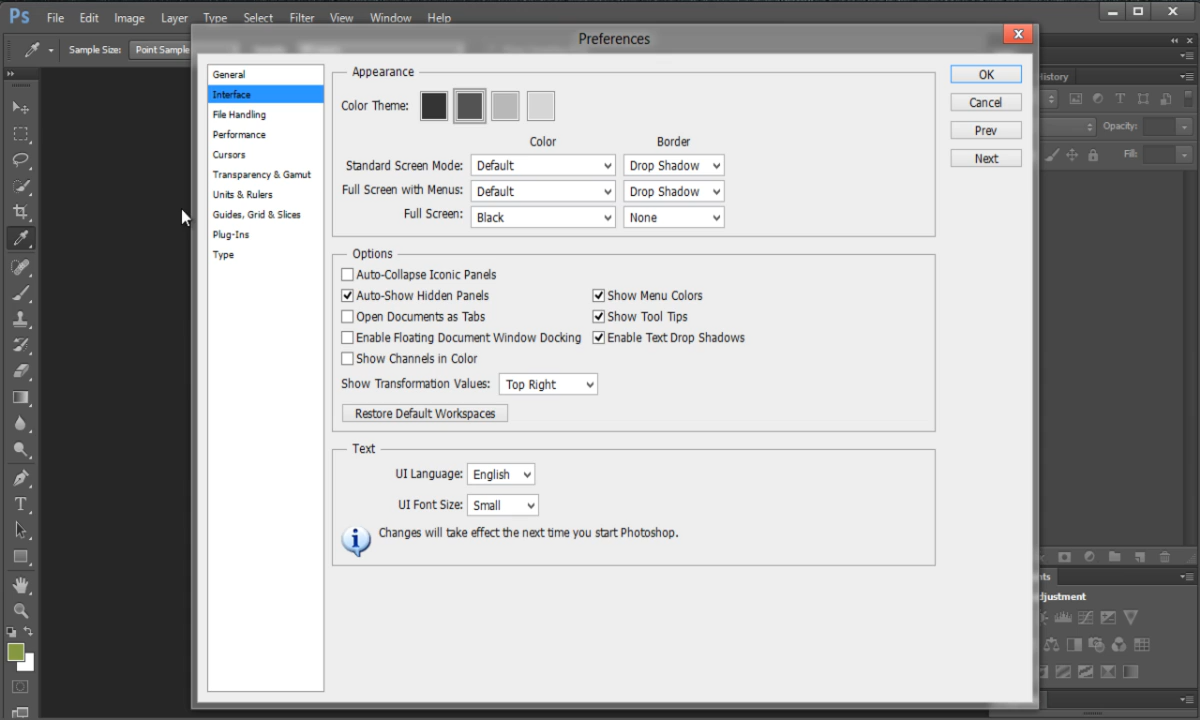 Ps File Edit Image Layer Type Select Filter View Window Help
Preferences
Sample Size: Point Sample
General
Interface
File Handling
Performance
Cursors
Transparency & Gamut
Units & Rulers
Guides, Grid & Slices
Plug-Ins
Type
Appearance
Color Theme:
Color Border
Standard Screen Mode: Default Drop Shadow
Full Screen with Menus: Default Drop Shadow
Full Screen: Black None
Options
Auto-Collapse Iconic Panels
Auto-Show Hidden Panels Show Menu Colors
Open Documents as Tabs Show Tool Tips
Enable Floating Document Window Docking Enable Text Drop Shadows
Show Channels in Color
Show Transformation Values: Top Right
Restore Default Workspaces
Text
UI Language: English
UI Font Size: Small
Changes will take effect the next time you start Photoshop.
OK
Cancel
Prev
Next
History
Opacity:
Fill:
nts
djustment